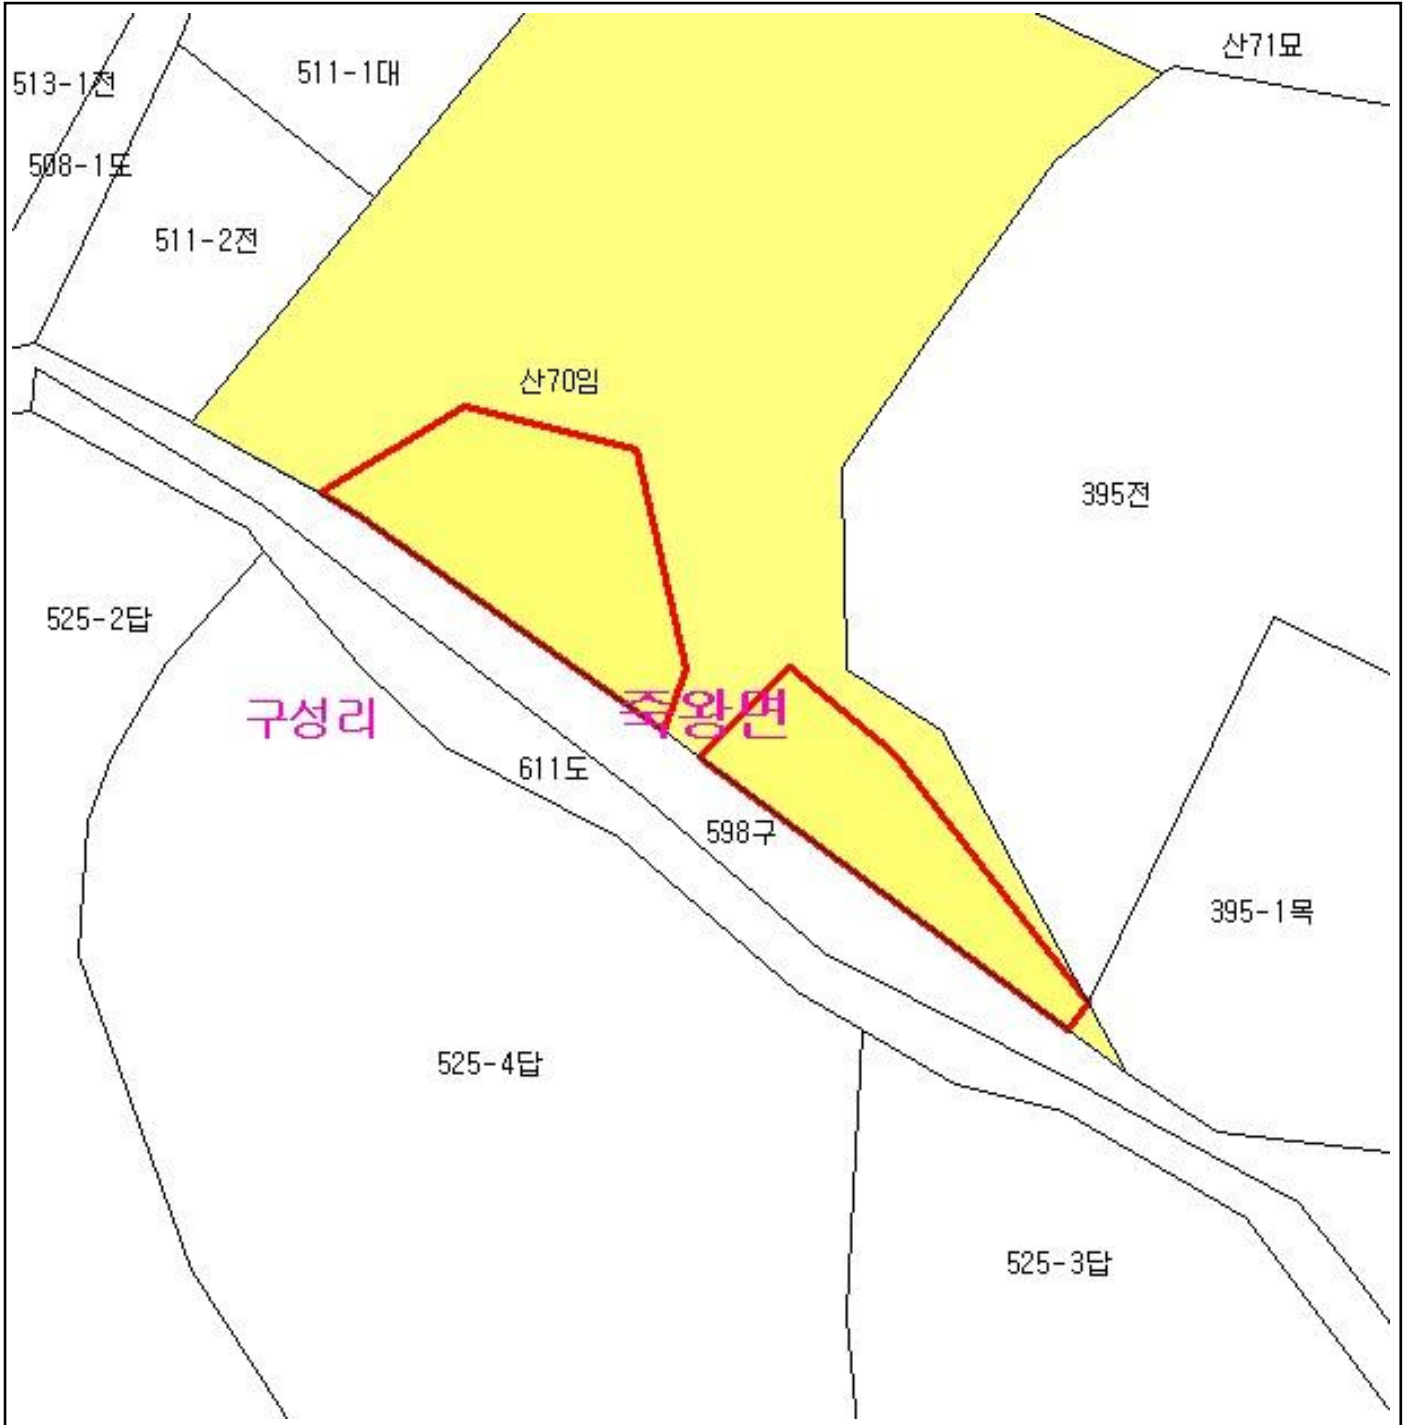 산71묘
511-1대
513-1전
508-1도
511-2전
산70임
395전
525-2답
구성리
죽왕면
611도
598구
395-1목
525-4답
525-3답